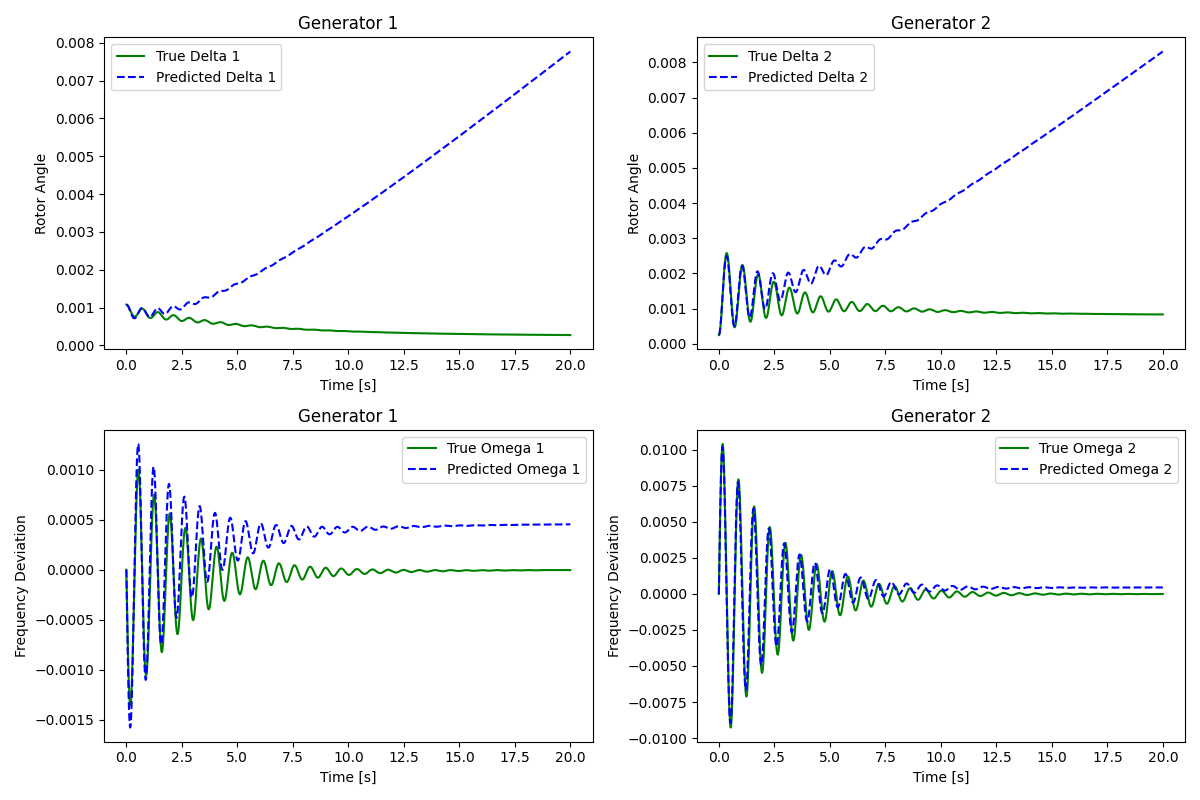 Generator 1
True Delta 1
Predicted Delta 1
Rotor Angle
0.008
0.007
0.006
0.005
0.004
0.003
0.002
0.001
0.000
0.0 2.5 5.0 7.5 10.0 12.5 15.0 17.5 20.0
Time [s]
Generator 2
True Delta 2
Predicted Delta 2
Rotor Angle
0.008
0.007
0.006
0.005
0.004
0.003
0.002
0.001
0.000
0.0 2.5 5.0 7.5 10.0 12.5 15.0 17.5 20.0
Time [s]
Generator 1
True Omega 1
Predicted Omega 1
Frequency Deviation
0.0010
0.0005
0.0000
−0.0005
−0.0010
−0.0015
0.0 2.5 5.0 7.5 10.0 12.5 15.0 17.5 20.0
Time [s]
Generator 2
True Omega 2
Predicted Omega 2
Frequency Deviation
0.0100
0.0075
0.0050
0.0025
0.0000
−0.0025
−0.0050
−0.0075
−0.0100
0.0 2.5 5.0 7.5 10.0 12.5 15.0 17.5 20.0
Time [s]